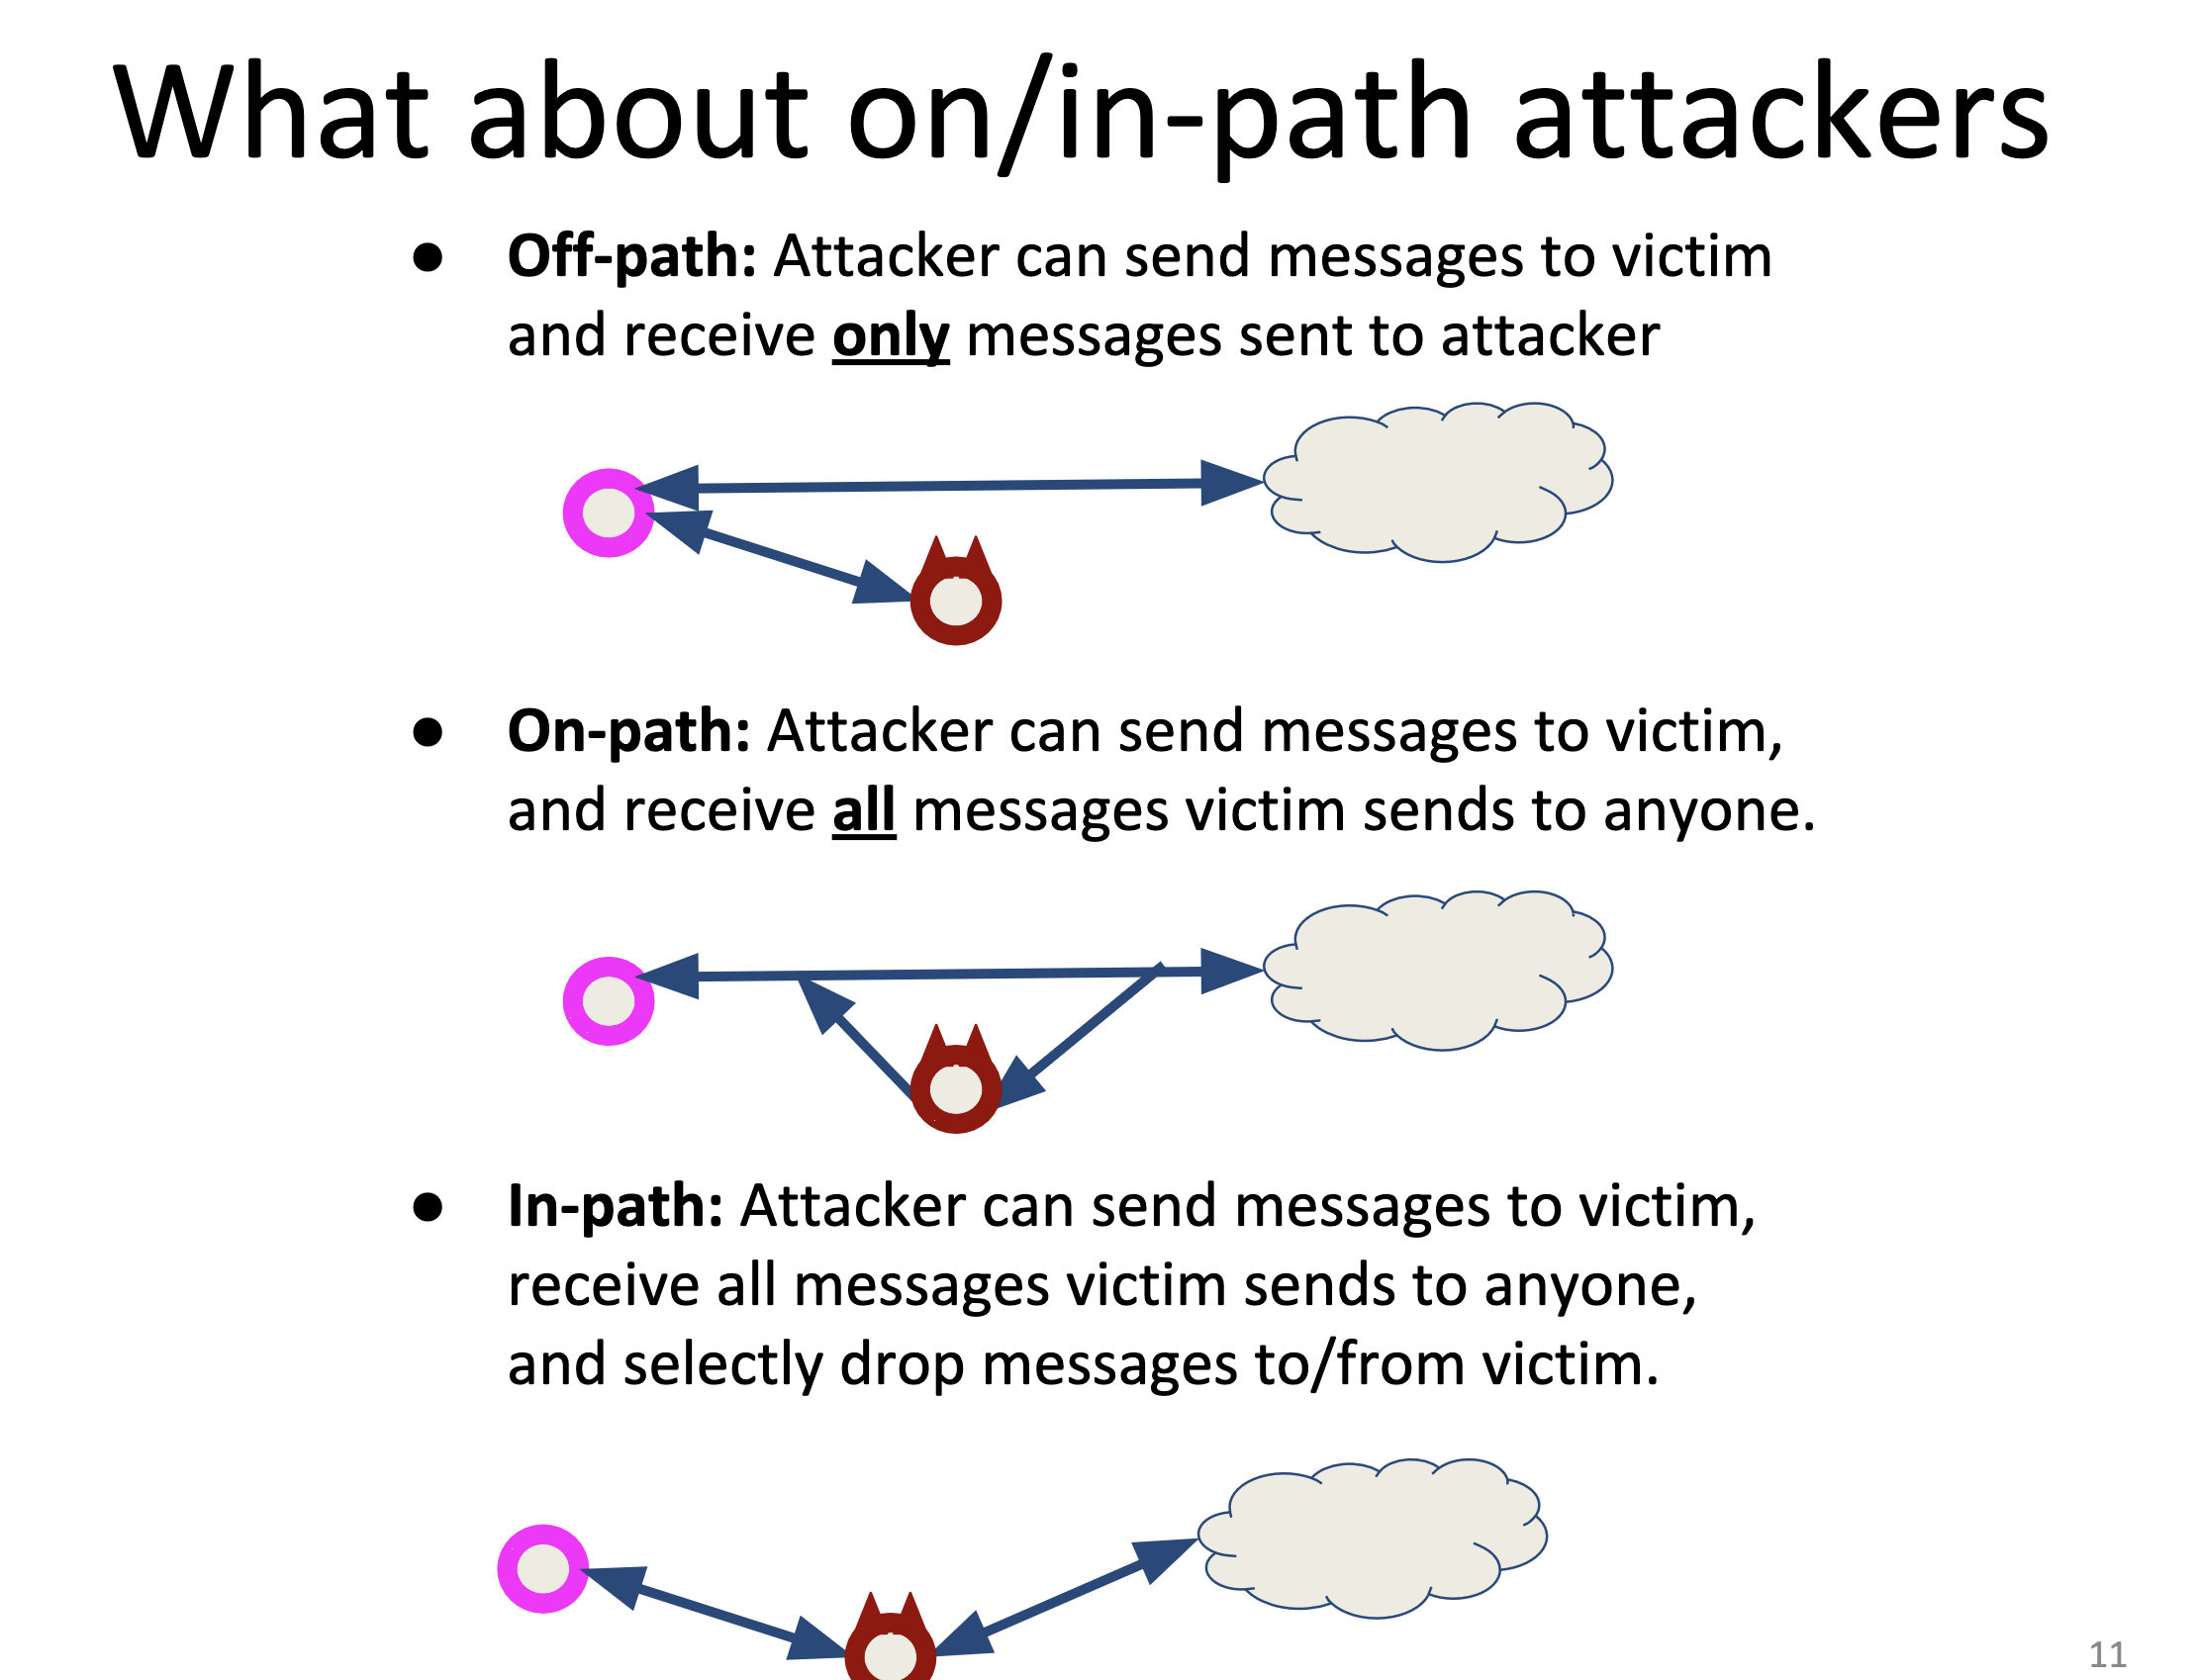 What about on/in-path attackers
● Off-path: Attacker can send messages to victim
and receive only messages sent to attacker
● On-path: Attacker can send messages to victim,
and receive all messages victim sends to anyone.
● In-path: Attacker can send messages to victim,
receive all messages victim sends to anyone,
and selectly drop messages to/from victim.
11